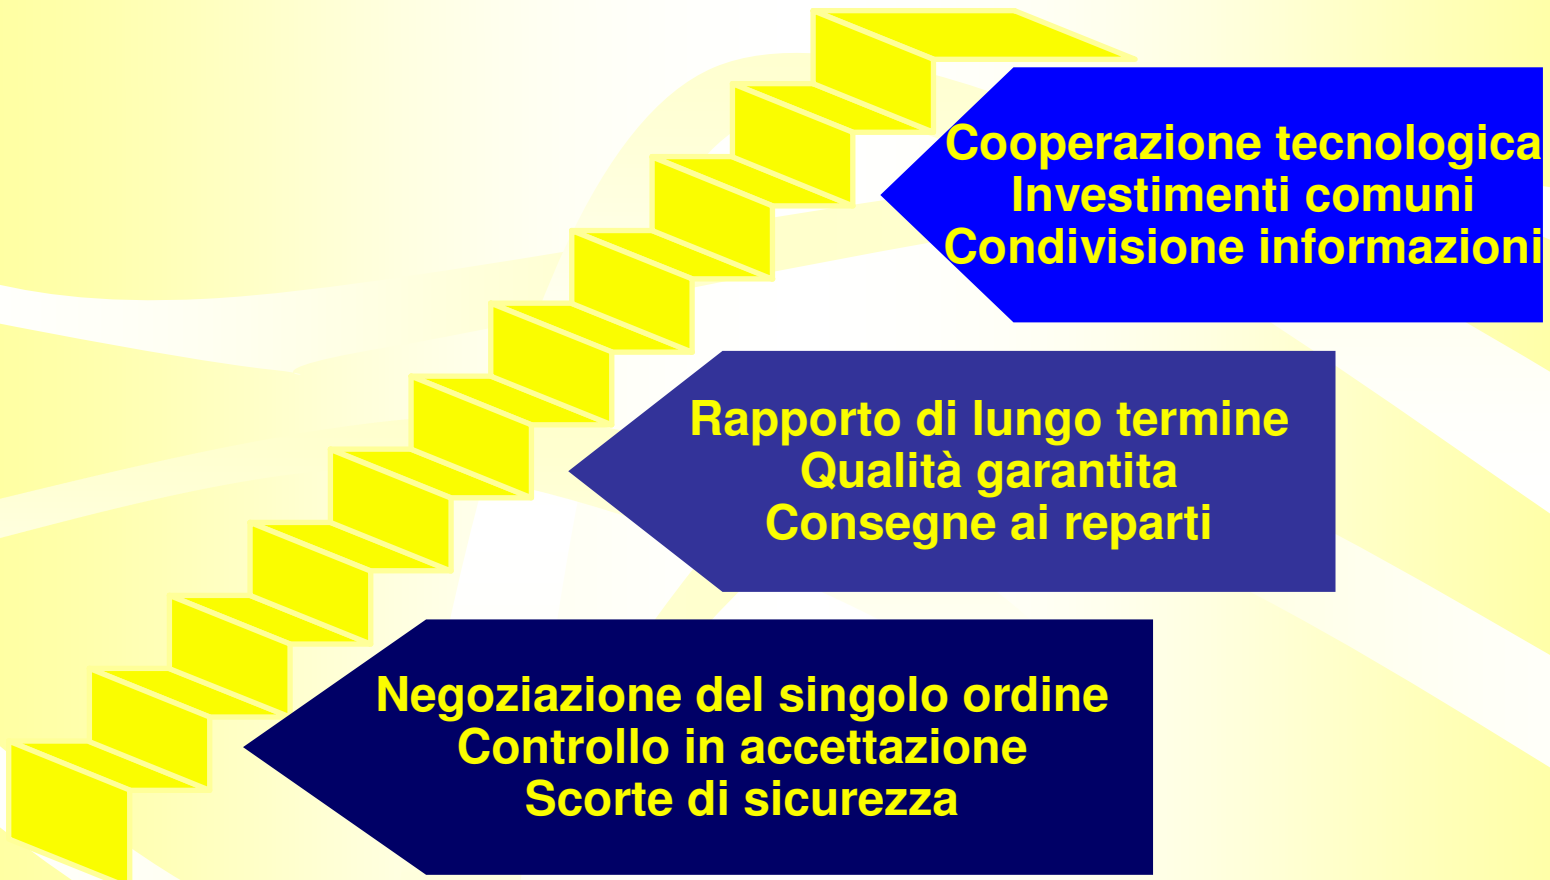 Cooperazione tecnologica
Investimenti comuni
Condivisione informazioni
Rapporto di lungo termine
Qualità garantita
Consegne ai reparti
Negoziazione del singolo ordine
Controllo in accettazione
Scorte di sicurezza